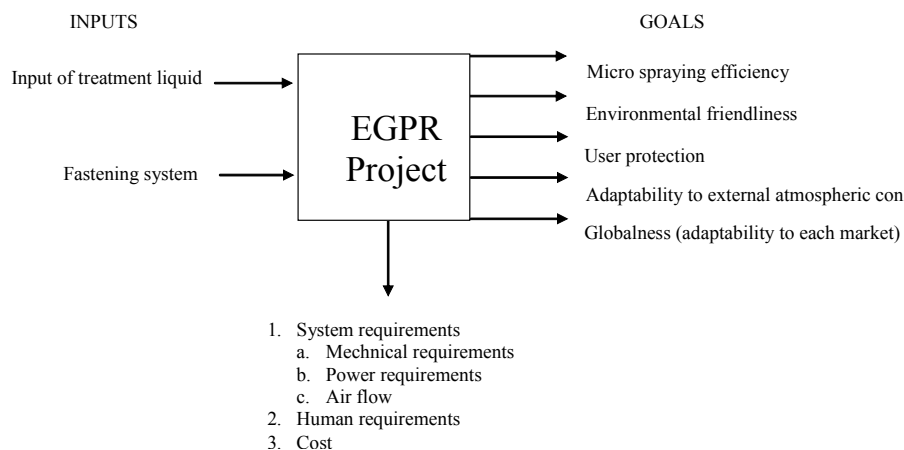 INPUTS
GOALS
Input of treatment liquid
Fastening system
EGPR
Project
Micro spraying efficiency
Environmental friendliness
User protection
Adaptability to external atmospheric con
Globalness (adaptability to each market)
1. System requirements
a. Mechnical requirements
b. Power requirements
c. Air flow
2. Human requirements
3. Cost